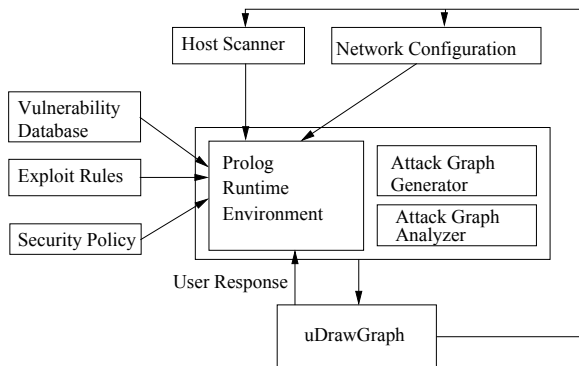 Host Scanner
Network Configuration
Vulnerability
Database
Exploit Rules
Security Policy
Prolog
Runtime
Environment
Attack Graph
Generator
Attack Graph
Analyzer
User Response
uDrawGraph